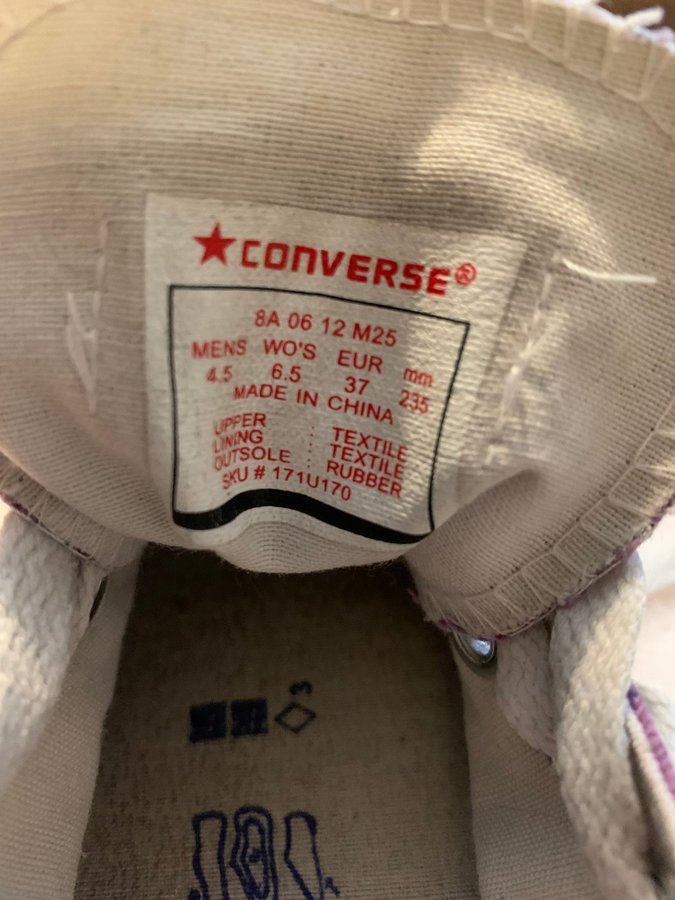 ★CONVERSE®
8A 06 12 M25
MENS WO'S EUR mm
4.5 6.5 37 235
MADE IN CHINA
UPPER : TEXTILE
LINING : TEXTILE
OUTSOLE : RUBBER
SKU # 171U170
3